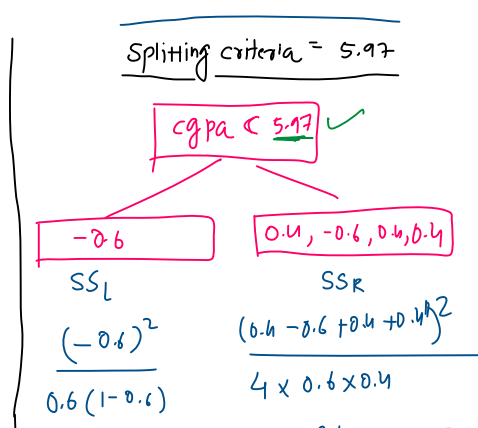 Splitting criteria = 5.97
cgpa < 5.97 ✓
-0.6
0.4, -0.6, 0.4, 0.4
SSL
SSR
(-0.6)²
0.6 (1-0.6)
(0.4 -0.6 +0.4 +0.4)²
4 × 0.6 × 0.4